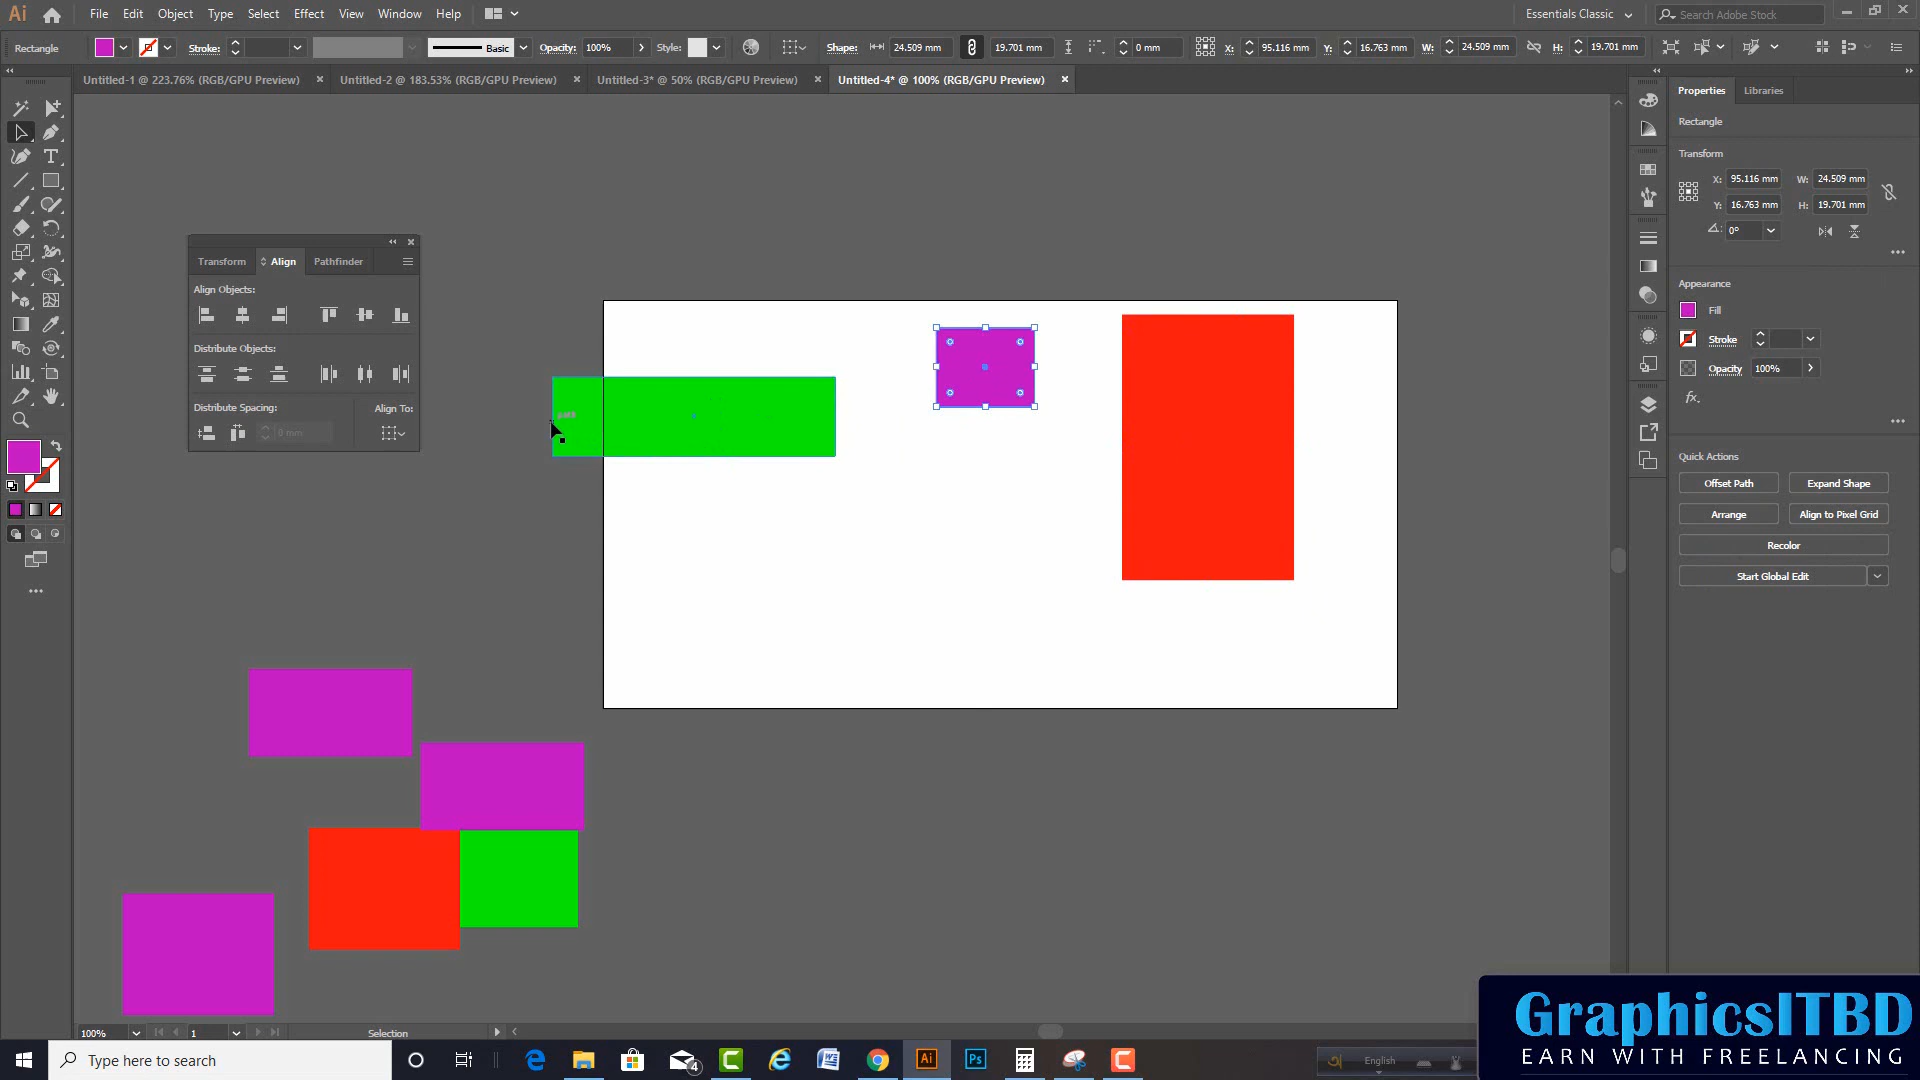 Ai File Edit Object Type Select Effect View Window Help Essentials Classic Search Adobe Stock
Rectangle Stroke: Basic Opacity: 100% Style: Shape: 24.509 mm 19.701 mm 0 mm X: 95.116 mm Y: 16.763 mm W: 24.509 mm H: 19.701 mm
Untitled-1 @ 223.76% (RGB/GPU Preview) × Untitled-2 @ 183.53% (RGB/GPU Preview) × Untitled-3* @ 50% (RGB/GPU Preview) × Untitled-4* @ 100% (RGB/GPU Preview) ×
Properties Libraries
Rectangle
Transform
X: 95.116 mm W: 24.509 mm
Y: 16.763 mm H: 19.701 mm
0°
Appearance
Fill
Stroke
Opacity 100%
fx.
Quick Actions
Offset Path Expand Shape
Arrange Align to Pixel Grid
Recolor
Start Global Edit
Transform Align Pathfinder
Align Objects:
Distribute Objects:
Distribute Spacing: Align To:
0 mm
path
100% 1 Selection
Type here to search
4
Ai
Ps
English
GraphicsITBD
EARN WITH FREELANCING